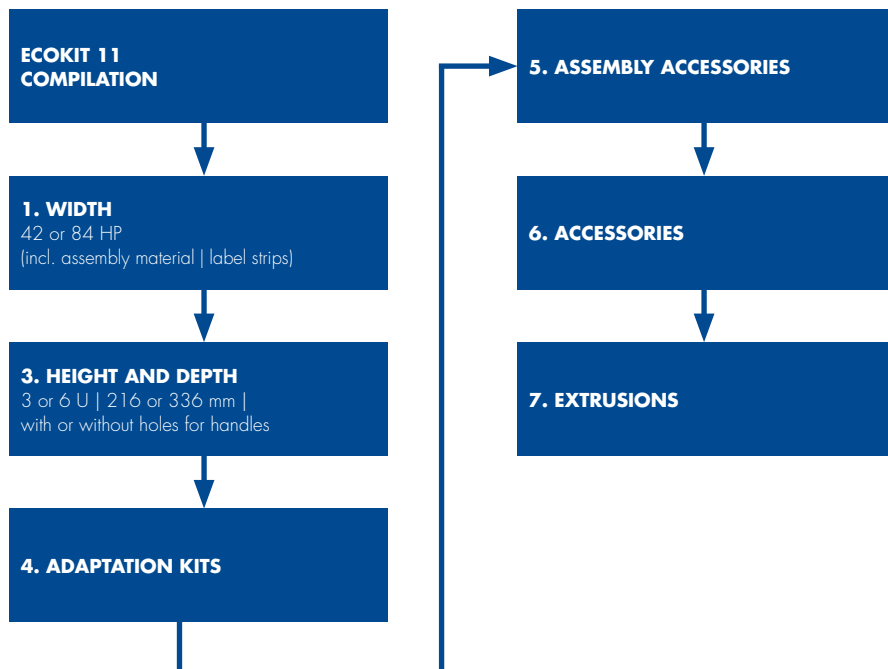 ECOKIT 11
COMPILATION
1. WIDTH
42 or 84 HP
(incl. assembly material | label strips)
3. HEIGHT AND DEPTH
3 or 6 U | 216 or 336 mm |
with or without holes for handles
4. ADAPTATION KITS
5. ASSEMBLY ACCESSORIES
6. ACCESSORIES
7. EXTRUSIONS